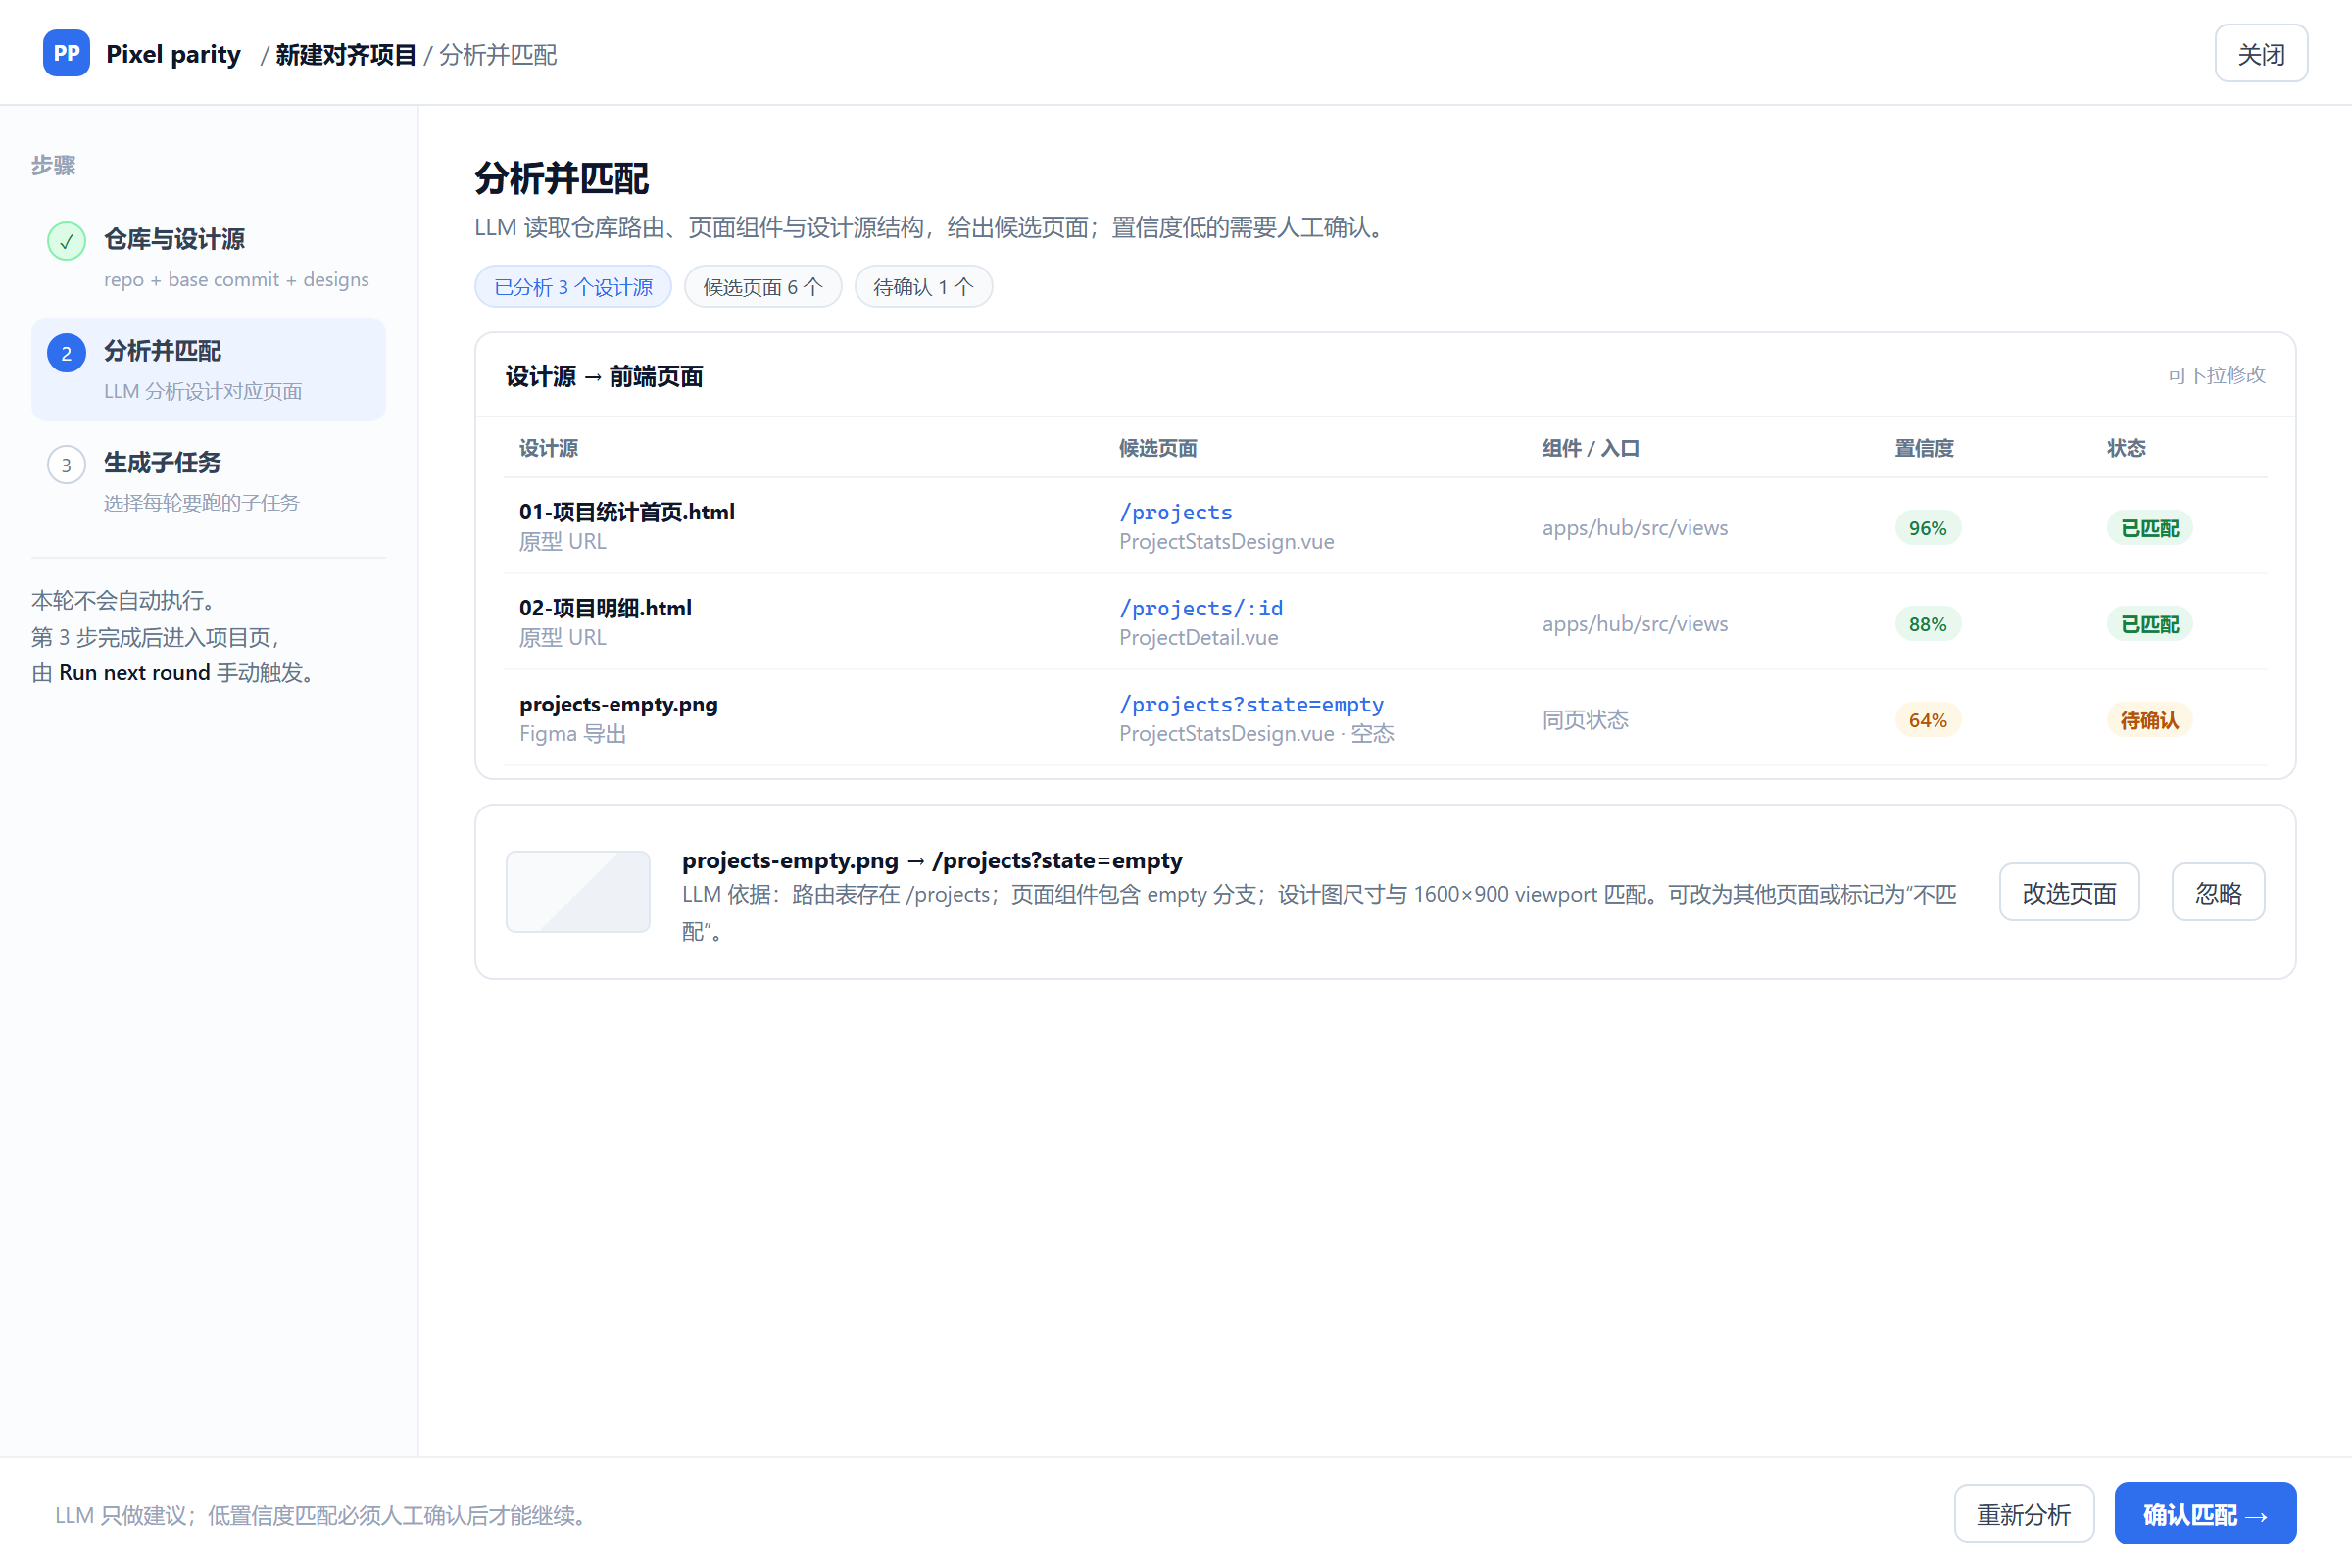 PP Pixel parity / 新建对齐项目 / 分析并匹配
关闭
步骤
✓ 仓库与设计源
repo + base commit + designs
2 分析并匹配
LLM 分析设计对应页面
3 生成子任务
选择每轮要跑的子任务
本轮不会自动执行。
第 3 步完成后进入项目页，
由 Run next round 手动触发。
分析并匹配
LLM 读取仓库路由、页面组件与设计源结构，给出候选页面；置信度低的需要人工确认。
已分析 3 个设计源 候选页面 6 个 待确认 1 个
设计源 → 前端页面 可下拉修改
设计源 候选页面 组件 / 入口 置信度 状态
01-项目统计首页.html /projects apps/hub/src/views 96% 已匹配
原型 URL ProjectStatsDesign.vue
02-项目明细.html /projects/:id apps/hub/src/views 88% 已匹配
原型 URL ProjectDetail.vue
projects-empty.png /projects?state=empty 同页状态 64% 待确认
Figma 导出 ProjectStatsDesign.vue · 空态
projects-empty.png → /projects?state=empty
LLM 依据：路由表存在 /projects；页面组件包含 empty 分支；设计图尺寸与 1600×900 viewport 匹配。可改为其他页面或标记为“不匹
配”。
改选页面 忽略
LLM 只做建议；低置信度匹配必须人工确认后才能继续。
重新分析 确认匹配 →